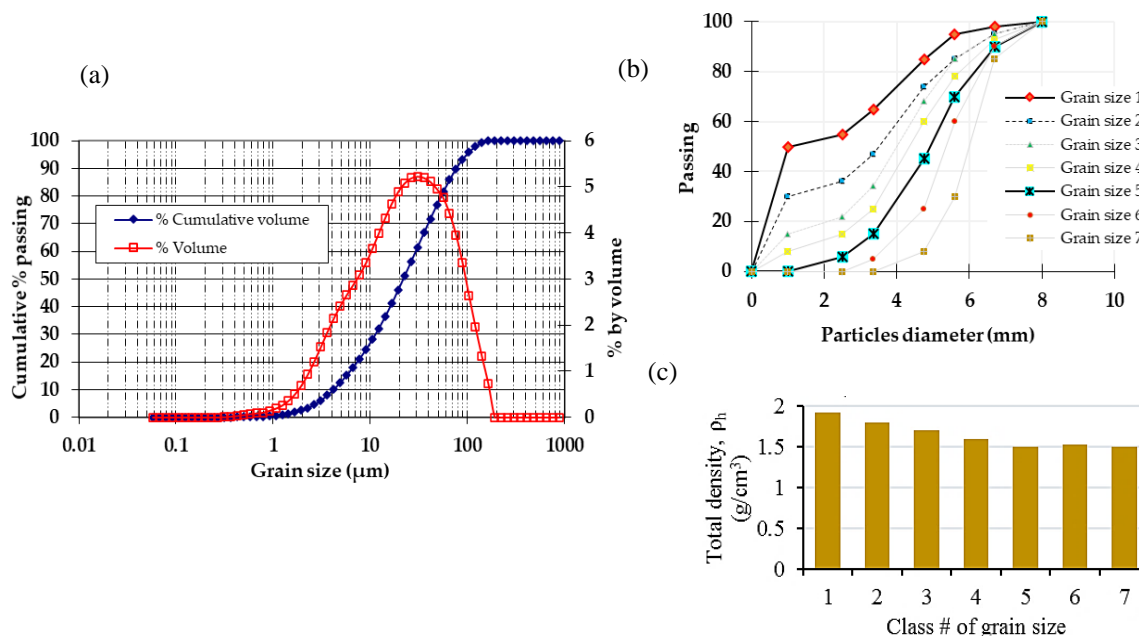 (a)
100
90
80
70
60
50
40
30
20
10
0
Cumulative % passing
% Cumulative volume
% Volume
6
5
4
3
2
1
0
% by volume
0.01 0.1 1 10 100 1000
Grain size (µm)
(b)
100
80
60
40
20
0
Passing
Grain size 1
Grain size 2
Grain size 3
Grain size 4
Grain size 5
Grain size 6
Grain size 7
0 2 4 6 8 10
Particles diameter (mm)
(c)
2
1.5
1
0.5
0
Total density, ρh
(g/cm³)
1 2 3 4 5 6 7
Class # of grain size